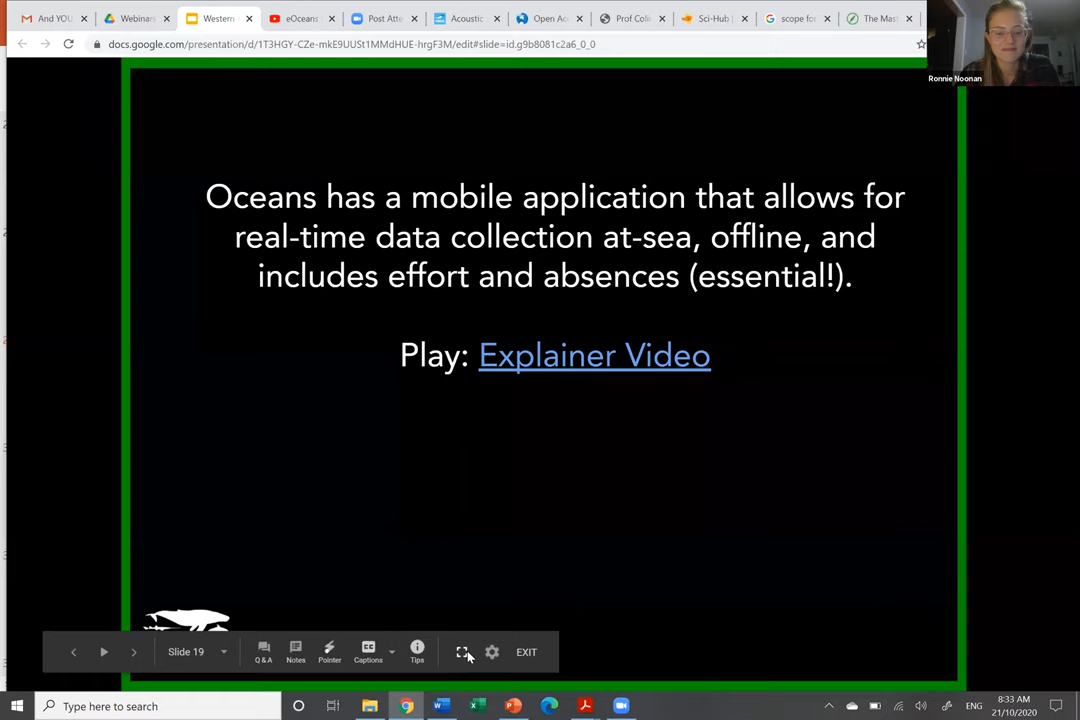 And YOU
Webinars
Western
eOceans
Post Atte
Acoustic
Open Ac
Prof Coli
Sci-Hub
scope for
The Mas
docs.google.com/presentation/d/1T3HGY-CZe-mkE9UUSt1MMdHUE-hrgF3M/edit#slide=id.g9b8081c2a6_0_0
Ronnie Noonan
Oceans has a mobile application that allows for
real-time data collection at-sea, offline, and
includes effort and absences (essential!).
Play: Explainer Video
Slide 19
Q & A
Notes
Pointer
Captions
Tips
EXIT
Type here to search
ENG
8:33 AM
21/10/2020